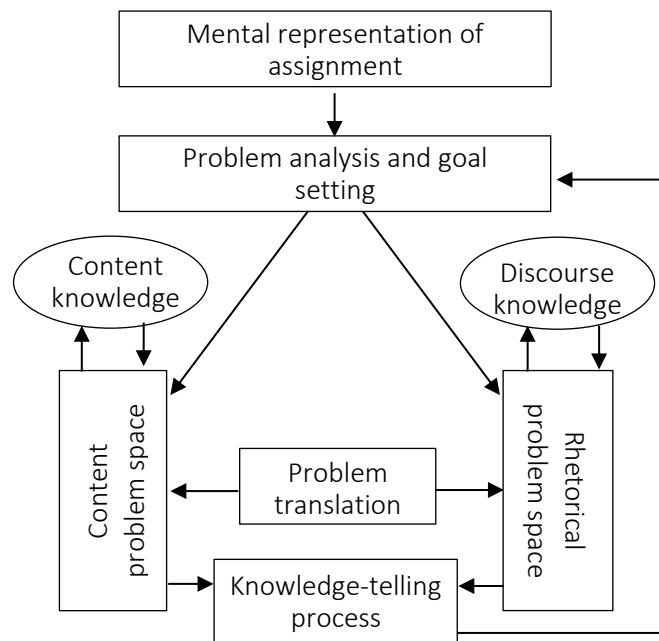 Mental representation of
assignment
Problem analysis and goal
setting
Content
knowledge
Discourse
knowledge
Content
problem space
Problem
translation
Rhetorical
problem space
Knowledge-telling
process